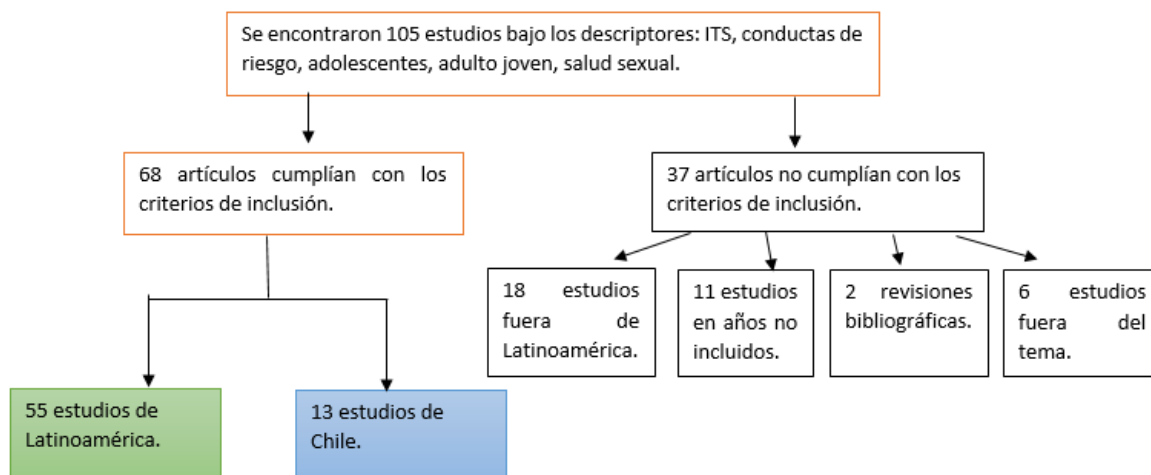 Se encontraron 105 estudios bajo los descriptores: ITS, conductas de
riesgo, adolescentes, adulto joven, salud sexual.
68 artículos cumplían con los
criterios de inclusión.
37 artículos no cumplían con los
criterios de inclusión.
18 estudios
fuera de
Latinoamérica.
11 estudios
en años no
incluidos.
2 revisiones
bibliográficas.
6 estudios
fuera del
tema.
55 estudios de
Latinoamérica.
13 estudios de
Chile.